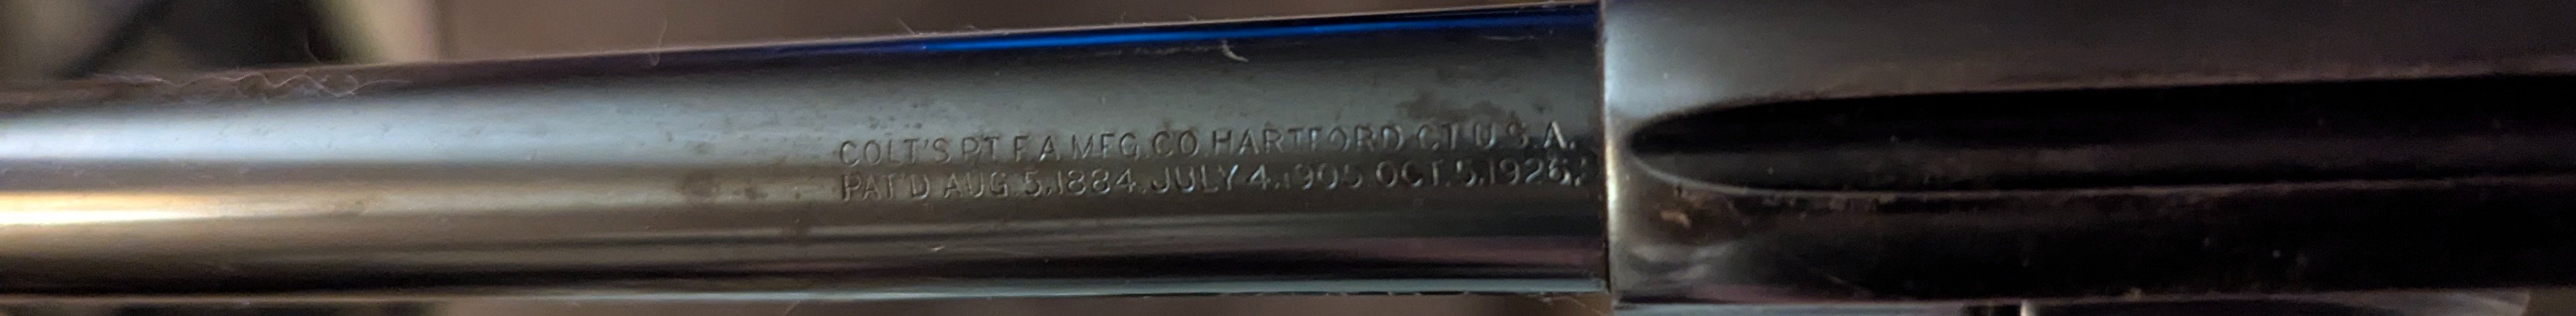 COLT'S PT. F. A. MFG. CO. HARTFORD CT. U.S.A.
PAT'D AUG. 5, 1884. JULY 4, 1905. OCT. 5, 1926.